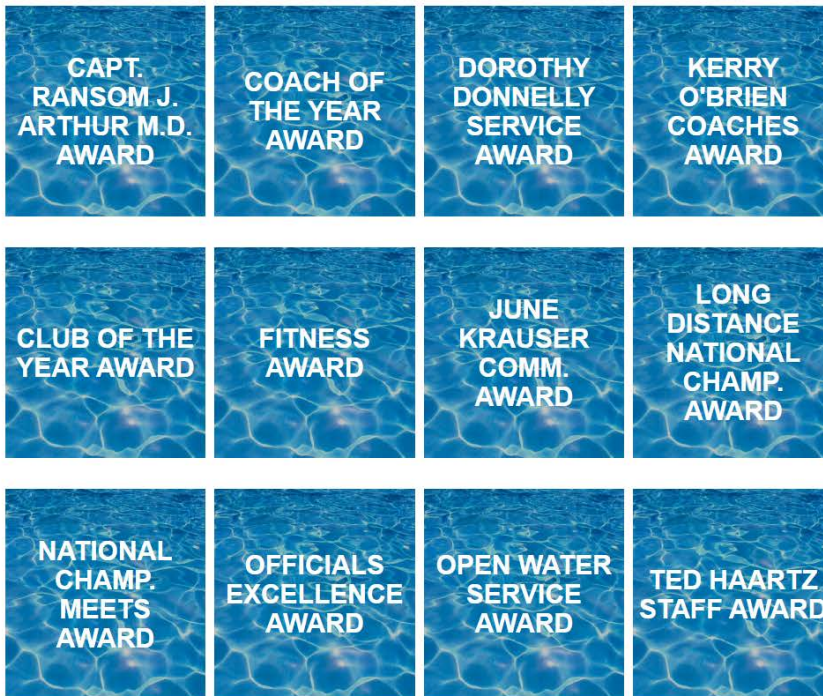 CAPT.
RANSOM J.
ARTHUR M.D.
AWARD
COACH OF
THE YEAR
AWARD
DOROTHY
DONNELLY
SERVICE
AWARD
KERRY
O'BRIEN
COACHES
AWARD
CLUB OF THE
YEAR AWARD
FITNESS
AWARD
JUNE
KRAUSER
COMM.
AWARD
LONG
DISTANCE
NATIONAL
CHAMP.
AWARD
NATIONAL
CHAMP.
MEETS
AWARD
OFFICIALS
EXCELLENCE
AWARD
OPEN WATER
SERVICE
AWARD
TED HAARTZ
STAFF AWARD